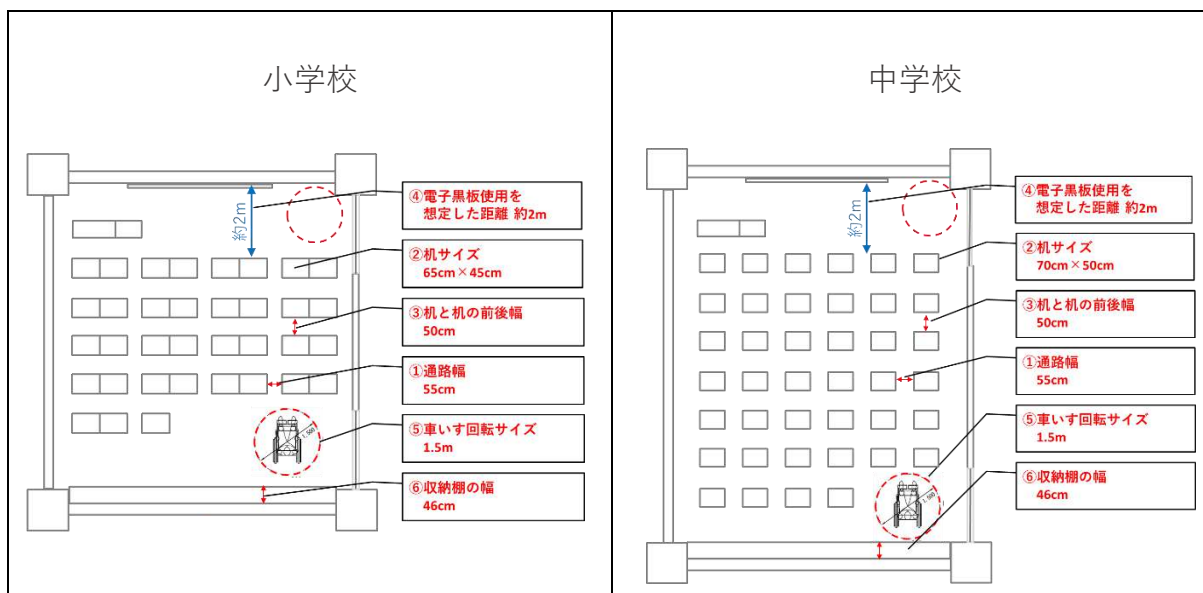 小学校
約2m
④電子黒板使用を
想定した距離 約2m
②机サイズ
65cm×45cm
③机と机の前後幅
50cm
①通路幅
55cm
⑤車いす回転サイズ
1.5m
1,500
⑥収納棚の幅
46cm
中学校
約2m
④電子黒板使用を
想定した距離 約2m
②机サイズ
70cm×50cm
③机と机の前後幅
50cm
①通路幅
55cm
⑤車いす回転サイズ
1.5m
1,500
⑥収納棚の幅
46cm